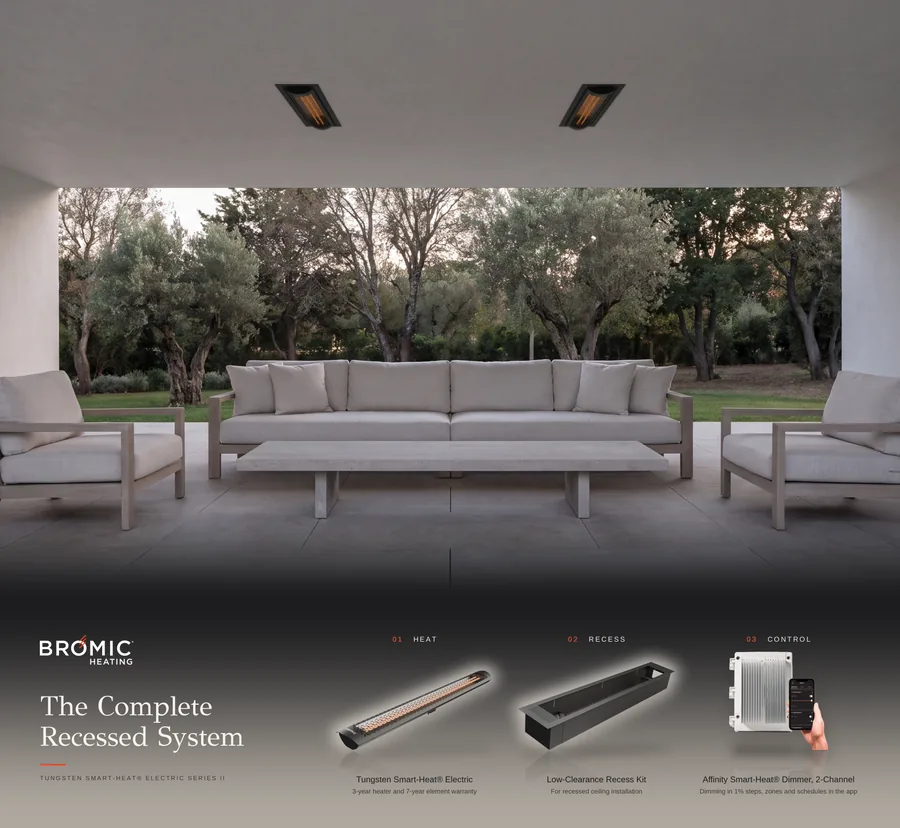 BROMIC
HEATING
The Complete
Recessed System
TUNGSTEN SMART-HEAT® ELECTRIC SERIES II
01 HEAT
Tungsten Smart-Heat® Electric
3-year heater and 7-year element warranty
02 RECESS
Low-Clearance Recess Kit
For recessed ceiling installation
03 CONTROL
Affinity Smart-Heat® Dimmer, 2-Channel
Dimming in 1% steps, zones and schedules in the app